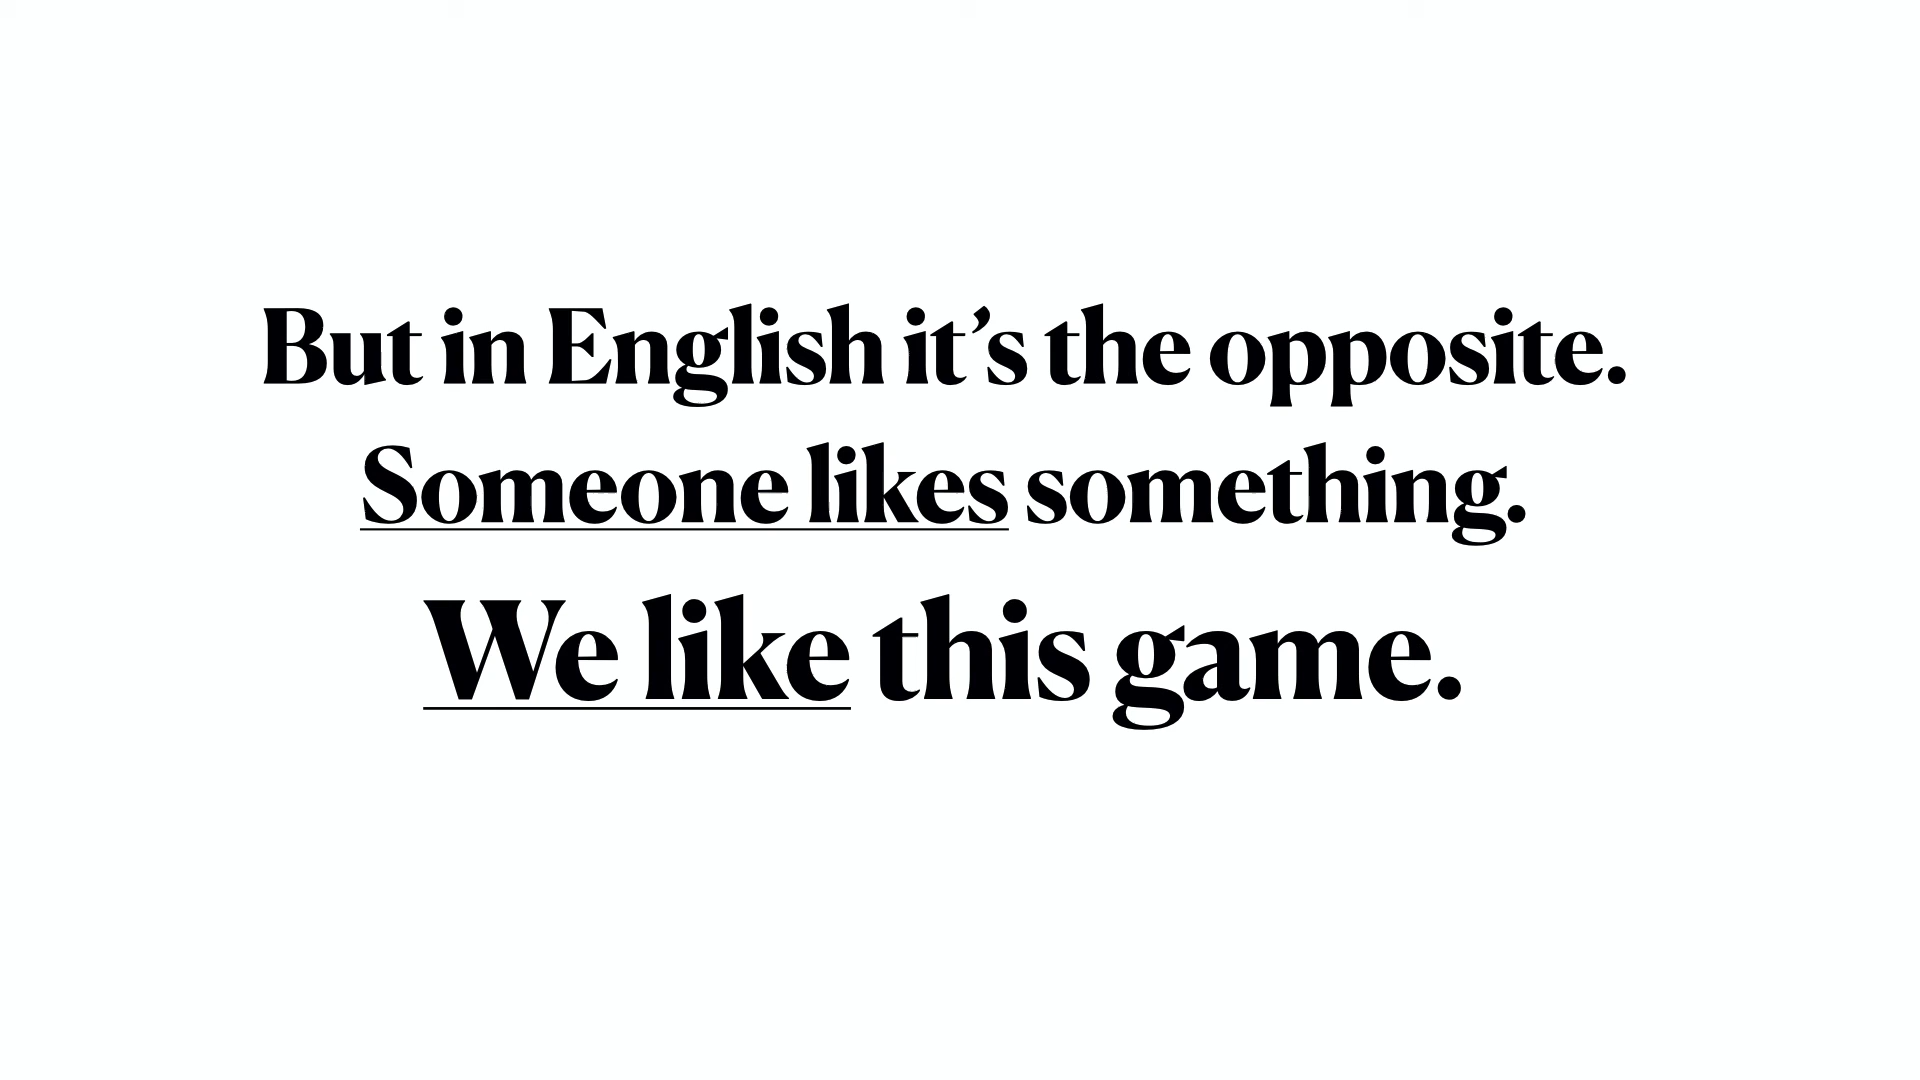 But in English it’s the opposite.
Someone likes something.
We like this game.